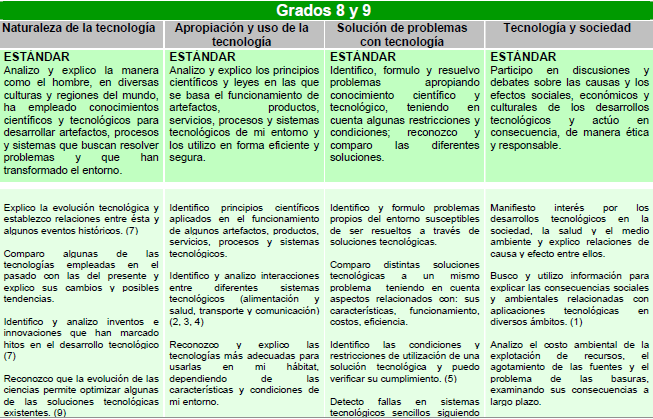 Grados 8 y 9
Naturaleza de la tecnología
Apropiación y uso de la
tecnología
Solución de problemas
con tecnología
Tecnología y sociedad
ESTÁNDAR
Analizo y explico la manera
como el hombre, en diversas
culturas y regiones del mundo,
ha empleado conocimientos
científicos y tecnológicos para
desarrollar artefactos, procesos
y sistemas que buscan resolver
problemas y que han
transformado el entorno.
ESTÁNDAR
Analizo y explico los principios
científicos y leyes en las que
se basa el funcionamiento de
artefactos, productos,
servicios, procesos y sistemas
tecnológicos de mi entorno y
los utilizo en forma eficiente y
segura.
ESTÁNDAR
Identifico, formulo y resuelvo
problemas apropiando
conocimiento científico y
tecnológico, teniendo en
cuenta algunas restricciones y
condiciones; reconozco y
comparo las diferentes
soluciones.
ESTÁNDAR
Participo en discusiones y
debates sobre las causas y los
efectos sociales, económicos y
culturales de los desarrollos
tecnológicos y actúo en
consecuencia, de manera ética
y responsable.
Explico la evolución tecnológica y
establezco relaciones entre ésta y
algunos eventos históricos. (7)
Comparo algunas de las
tecnologías empleadas en el
pasado con las del presente y
explico sus cambios y posibles
tendencias.
Identifico y analizo inventos e
innovaciones que han marcado
hitos en el desarrollo tecnológico
(7)
Reconozco que la evolución de las
ciencias permite optimizar algunas
de las soluciones tecnológicas
existentes. (9)
Identifico principios científicos
aplicados en el funcionamiento
de algunos artefactos, productos,
servicios, procesos y sistemas
tecnológicos.
Identifico y analizo interacciones
entre diferentes sistemas
tecnológicos (alimentación y
salud, transporte y comunicación)
(2, 3, 4)
Reconozco y explico las
tecnologías más adecuadas para
usarlas en mi hábitat,
dependiendo de las
características y condiciones de
mi entorno.
Identifico y formulo problemas
propios del entorno susceptibles
de ser resueltos a través de
soluciones tecnológicas.
Comparo distintas soluciones
tecnológicas a un mismo
problema teniendo en cuenta
aspectos relacionados con: sus
características, funcionamiento,
costos, eficiencia.
Identifico las condiciones y
restricciones de utilización de una
solución tecnológica y puedo
verificar su cumplimiento. (5)
Detecto fallas en sistemas
tecnológicos sencillos siguiendo
Manifiesto interés por los
desarrollos tecnológicos en la
sociedad, la salud y el medio
ambiente y explico relaciones de
causa y efecto entre ellos.
Busco y utilizo información para
explicar las consecuencias sociales
y ambientales relacionadas con
aplicaciones tecnológicas en
diversos ámbitos. (1)
Analizo el costo ambiental de la
explotación de recursos, el
agotamiento de las fuentes y el
problema de las basuras,
examinando sus consecuencias a
largo plazo.